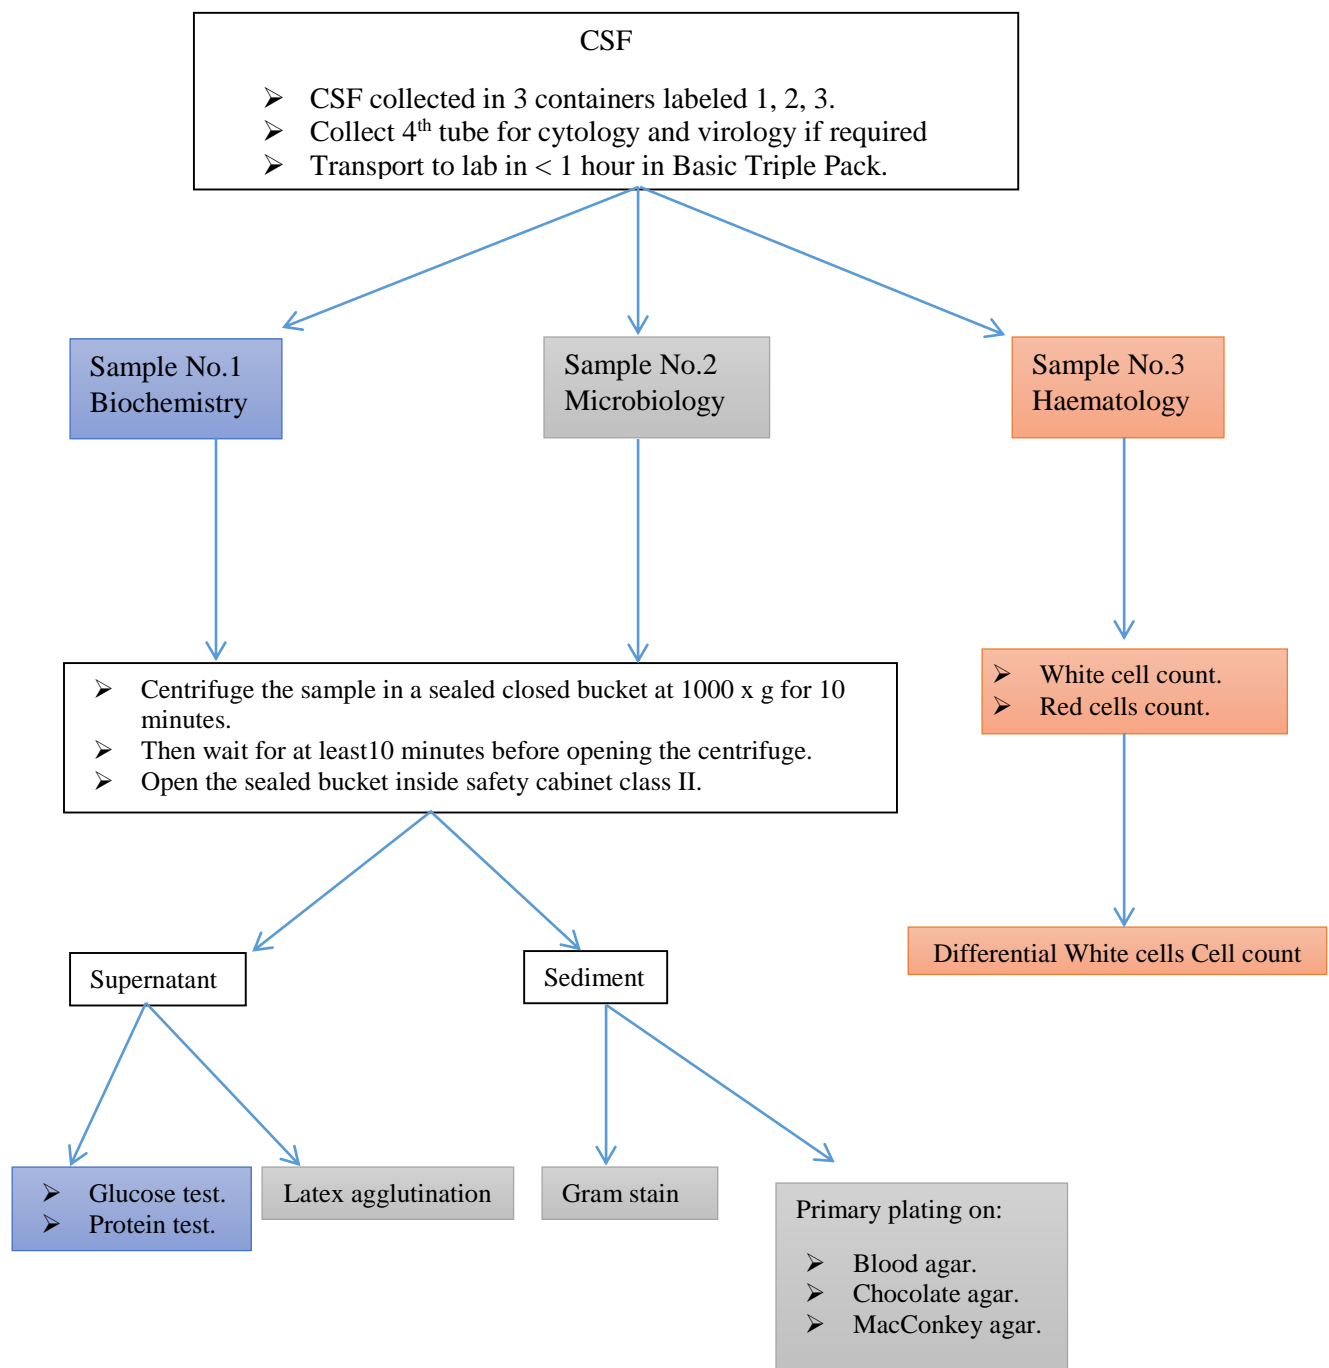 CSF
➢ CSF collected in 3 containers labeled 1, 2, 3.
➢ Collect 4th tube for cytology and virology if required
➢ Transport to lab in < 1 hour in Basic Triple Pack.
Sample No.1
Biochemistry
Sample No.2
Microbiology
Sample No.3
Haematology
➢ Centrifuge the sample in a sealed closed bucket at 1000 x g for 10
minutes.
➢ Then wait for at least10 minutes before opening the centrifuge.
➢ Open the sealed bucket inside safety cabinet class II.
➢ White cell count.
➢ Red cells count.
Differential White cells Cell count
Supernatant
Sediment
➢ Glucose test.
➢ Protein test.
Latex agglutination
Gram stain
Primary plating on:
➢ Blood agar.
➢ Chocolate agar.
➢ MacConkey agar.